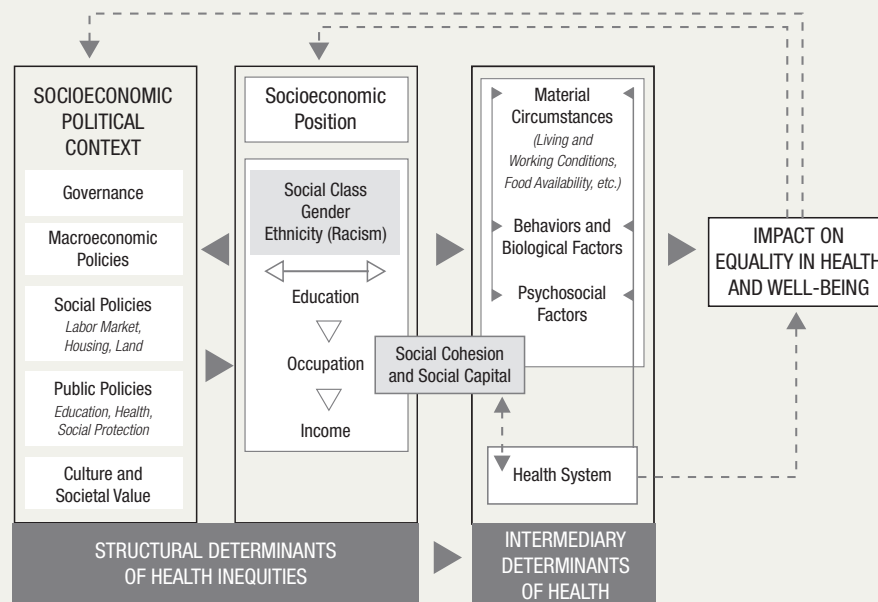 SOCIOECONOMIC
POLITICAL
CONTEXT
Governance
Macroeconomic
Policies
Social Policies
Labor Market,
Housing, Land
Public Policies
Education, Health,
Social Protection
Culture and
Societal Value
Socioeconomic
Position
Social Class
Gender
Ethnicity (Racism)
Education
Occupation
Income
Social Cohesion
and Social Capital
Material
Circumstances
(Living and
Working Conditions,
Food Availability, etc.)
Behaviors and
Biological Factors
Psychosocial
Factors
Health System
IMPACT ON
EQUALITY IN HEALTH
AND WELL-BEING
STRUCTURAL DETERMINANTS
OF HEALTH INEQUITIES
INTERMEDIARY
DETERMINANTS
OF HEALTH